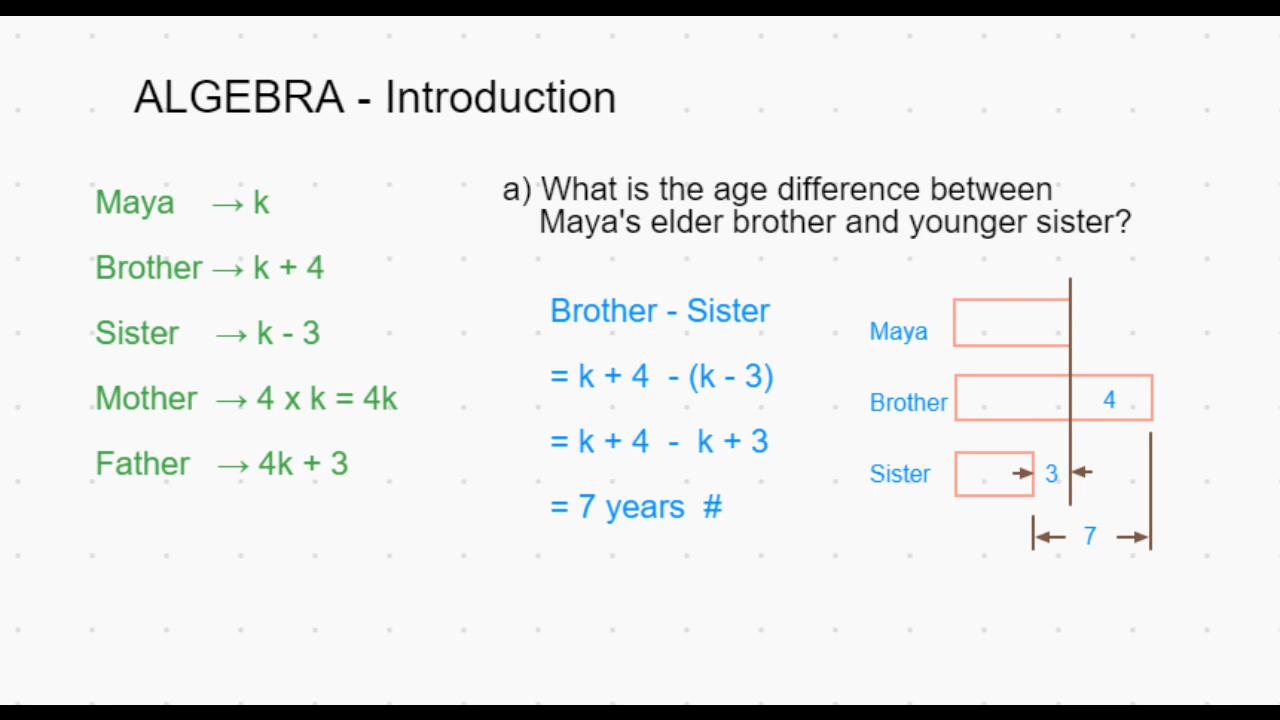 ALGEBRA - Introduction
Maya → k
Brother → k + 4
Sister → k - 3
Mother → 4 x k = 4k
Father → 4k + 3
a) What is the age difference between
Maya's elder brother and younger sister?
Brother - Sister
= k + 4 - (k - 3)
= k + 4 - k + 3
= 7 years #
Maya
Brother 4
Sister 3
7